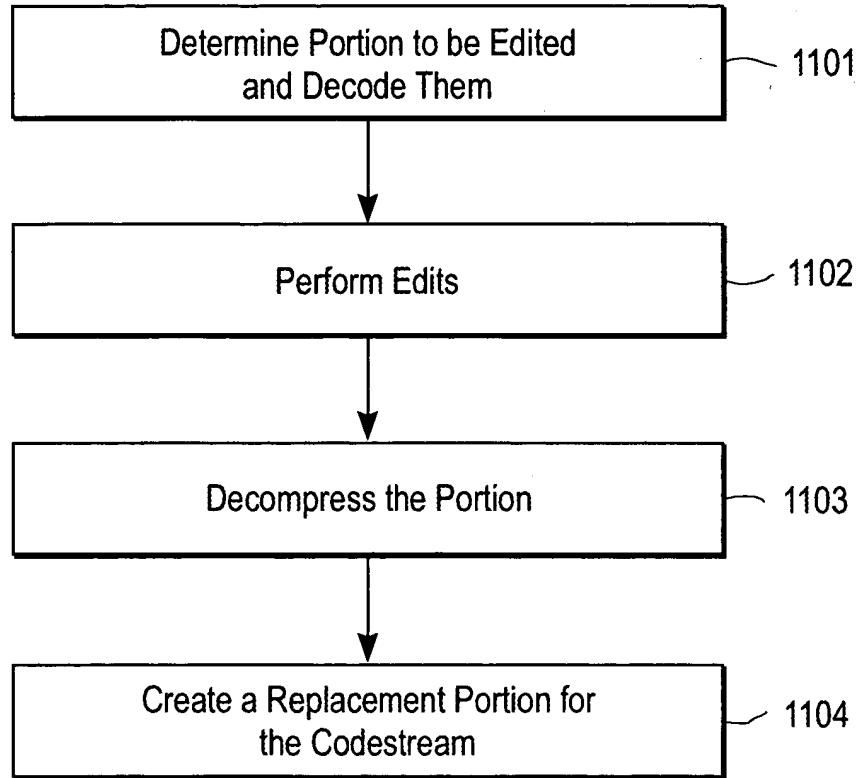 Determine Portion to be Edited
and Decode Them
1101
Perform Edits
1102
Decompress the Portion
1103
Create a Replacement Portion for
the Codestream
1104